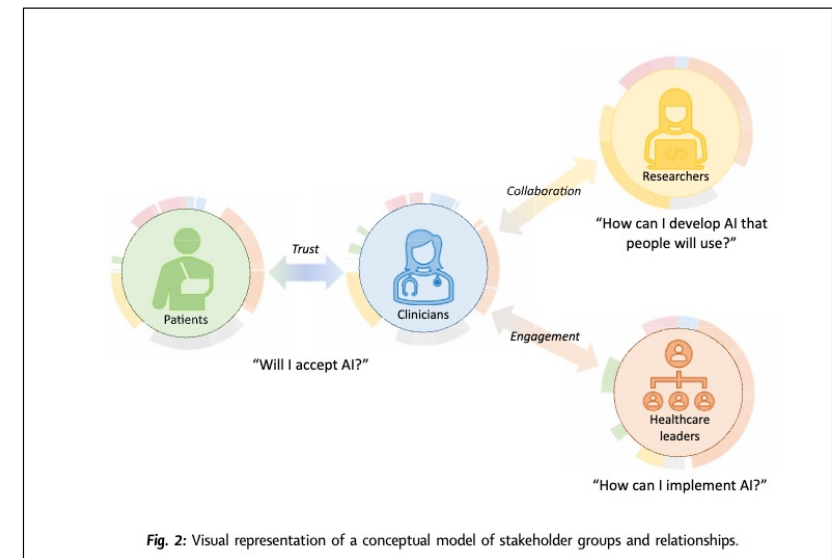 Researchers
Collaboration
"How can I develop AI that
people will use?"
Trust
Patients
Clinicians
"Will I accept AI?"
Engagement
Healthcare
leaders
"How can I implement AI?"
Fig. 2: Visual representation of a conceptual model of stakeholder groups and relationships.